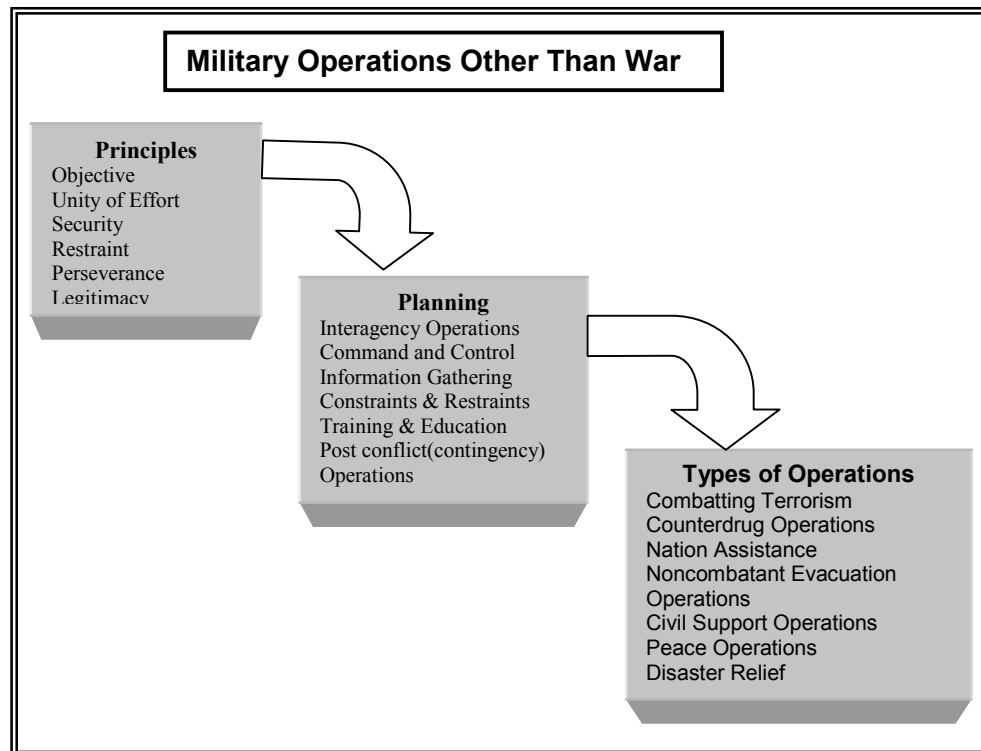 Military Operations Other Than War
Principles
Objective
Unity of Effort
Security
Restraint
Perseverance
Legitimacy
Planning
Interagency Operations
Command and Control
Information Gathering
Constraints & Restraints
Training & Education
Post conflict(contingency)
Operations
Types of Operations
Combatting Terrorism
Counterdrug Operations
Nation Assistance
Noncombatant Evacuation
Operations
Civil Support Operations
Peace Operations
Disaster Relief